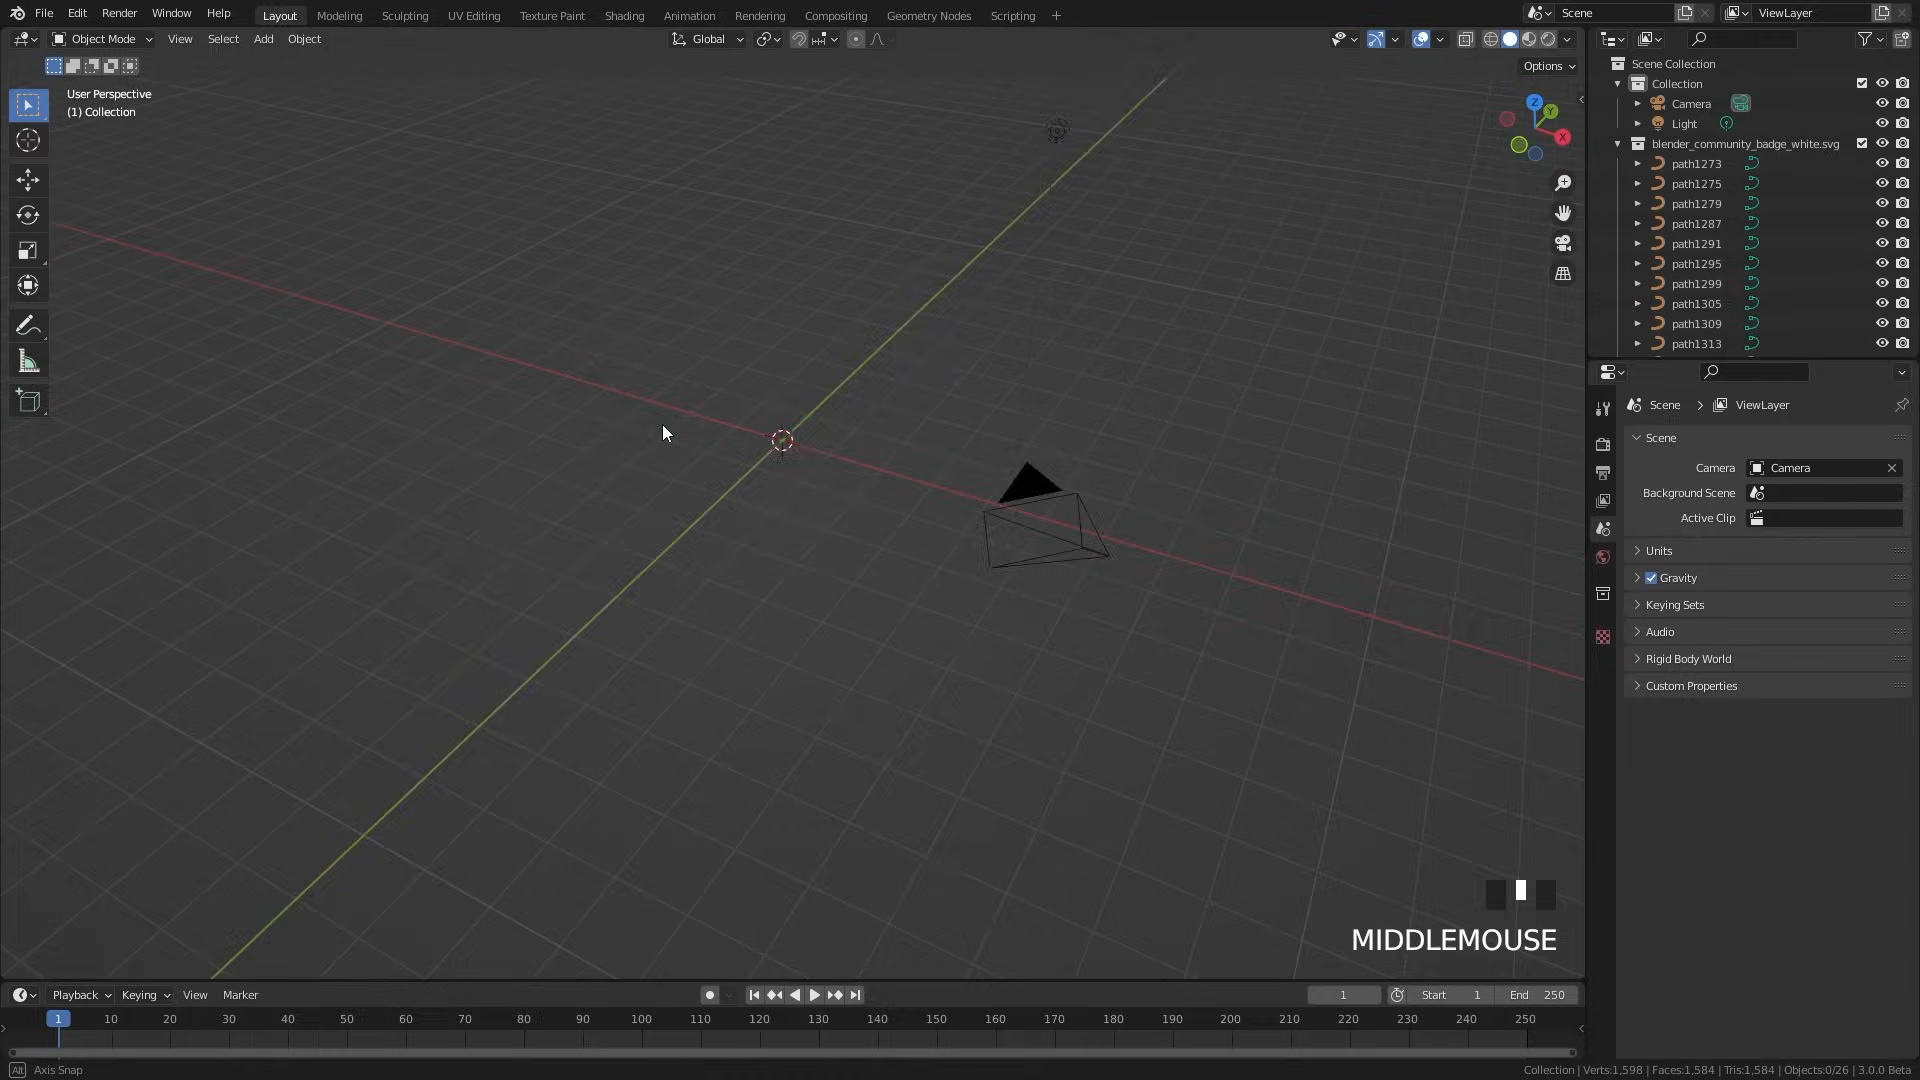 File Edit Render Window Help Layout Modeling Sculpting UV Editing Texture Paint Shading Animation Rendering Compositing Geometry Nodes Scripting + Scene ViewLayer
Object Mode View Select Add Object Global
Options
User Perspective
(1) Collection
Z
Y
X
Scene Collection
Collection
Camera
Light
blender_community_badge_white.svg
path1273
path1275
path1279
path1287
path1291
path1295
path1299
path1305
path1309
path1313
Scene > ViewLayer
Scene
Camera Camera
Background Scene
Active Clip
Units
Gravity
Keying Sets
Audio
Rigid Body World
Custom Properties
MIDDLEMOUSE
Playback Keying View Marker 1 Start 1 End 250
1 10 20 30 40 50 60 70 80 90 100 110 120 130 140 150 160 170 180 190 200 210 220 230 240 250
Alt Axis Snap
Collection | Verts:1,598 | Faces:1,584 | Tris:1,584 | Objects:0/26 | 3.0.0 Beta